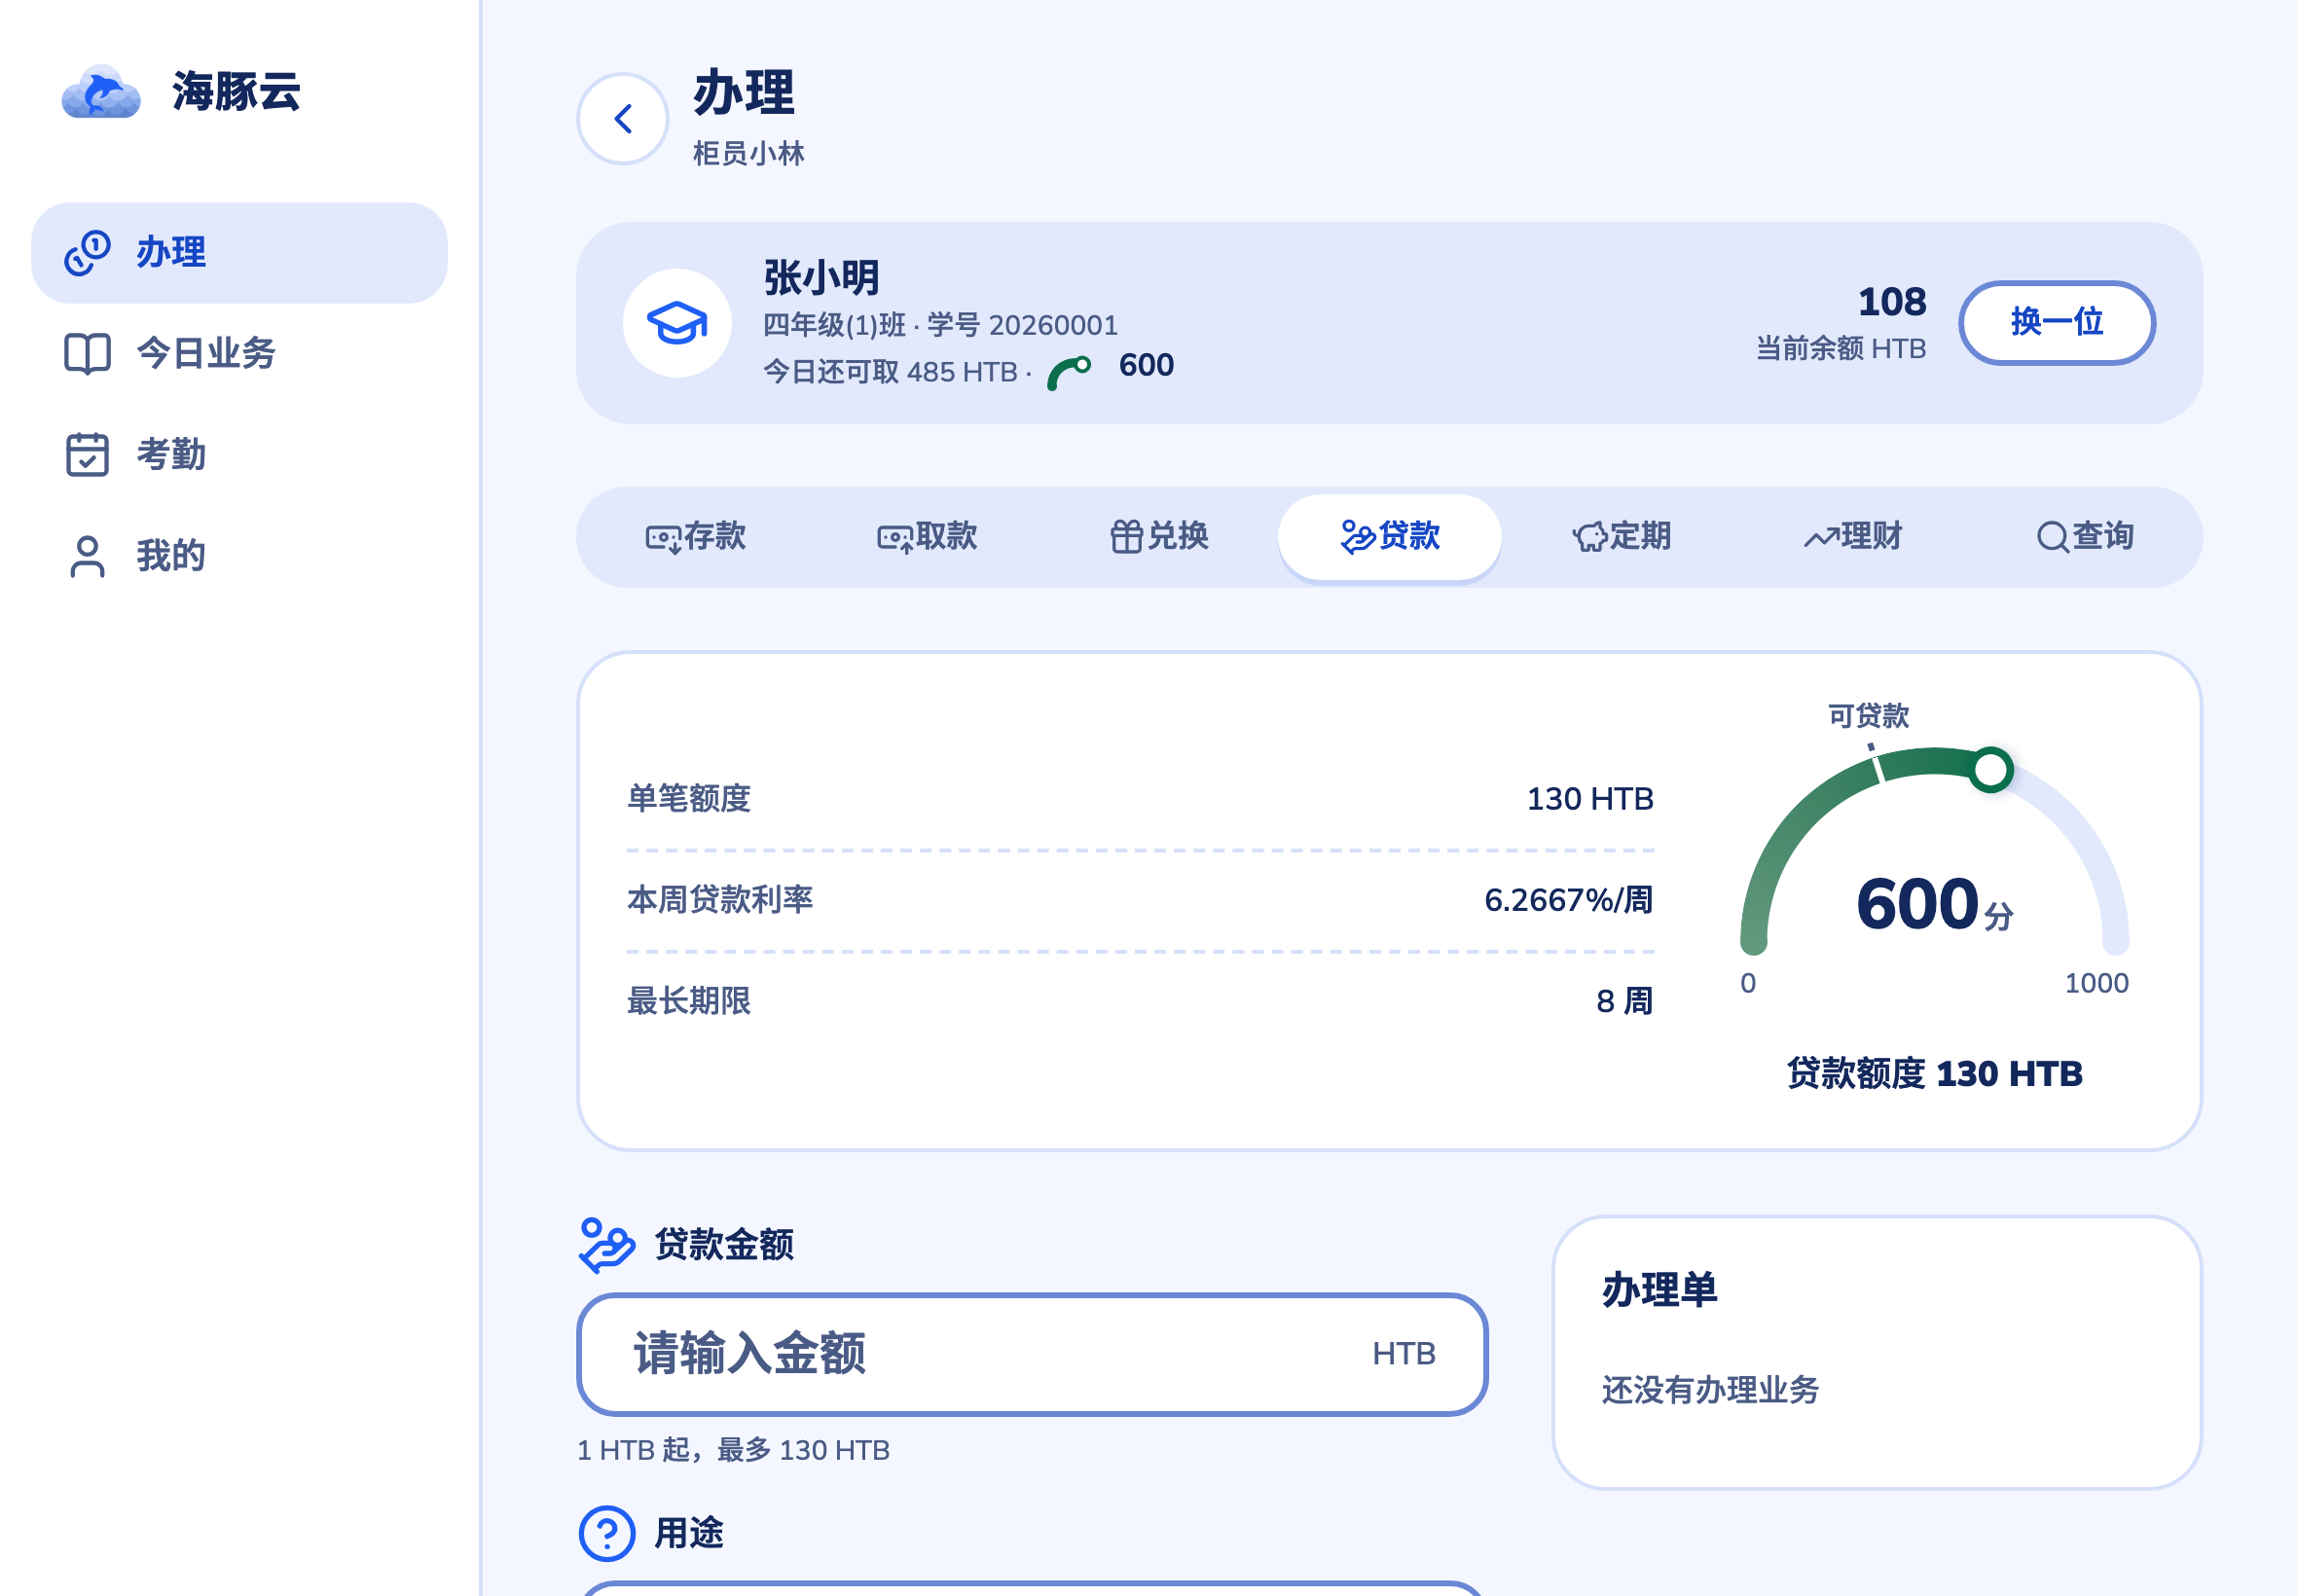 海豚云
办理
今日业务
考勤
我的
办理
柜员小林
张小明
四年级(1)班 · 学号 20260001
今日还可取 485 HTB · 600
108
当前余额 HTB
换一位
存款
取款
兑换
贷款
定期
理财
查询
单笔额度 130 HTB
本周贷款利率 6.2667%/周
最长期限 8 周
可贷款
600分
0 1000
贷款额度 130 HTB
贷款金额
请输入金额 HTB
1 HTB 起，最多 130 HTB
用途
办理单
还没有办理业务